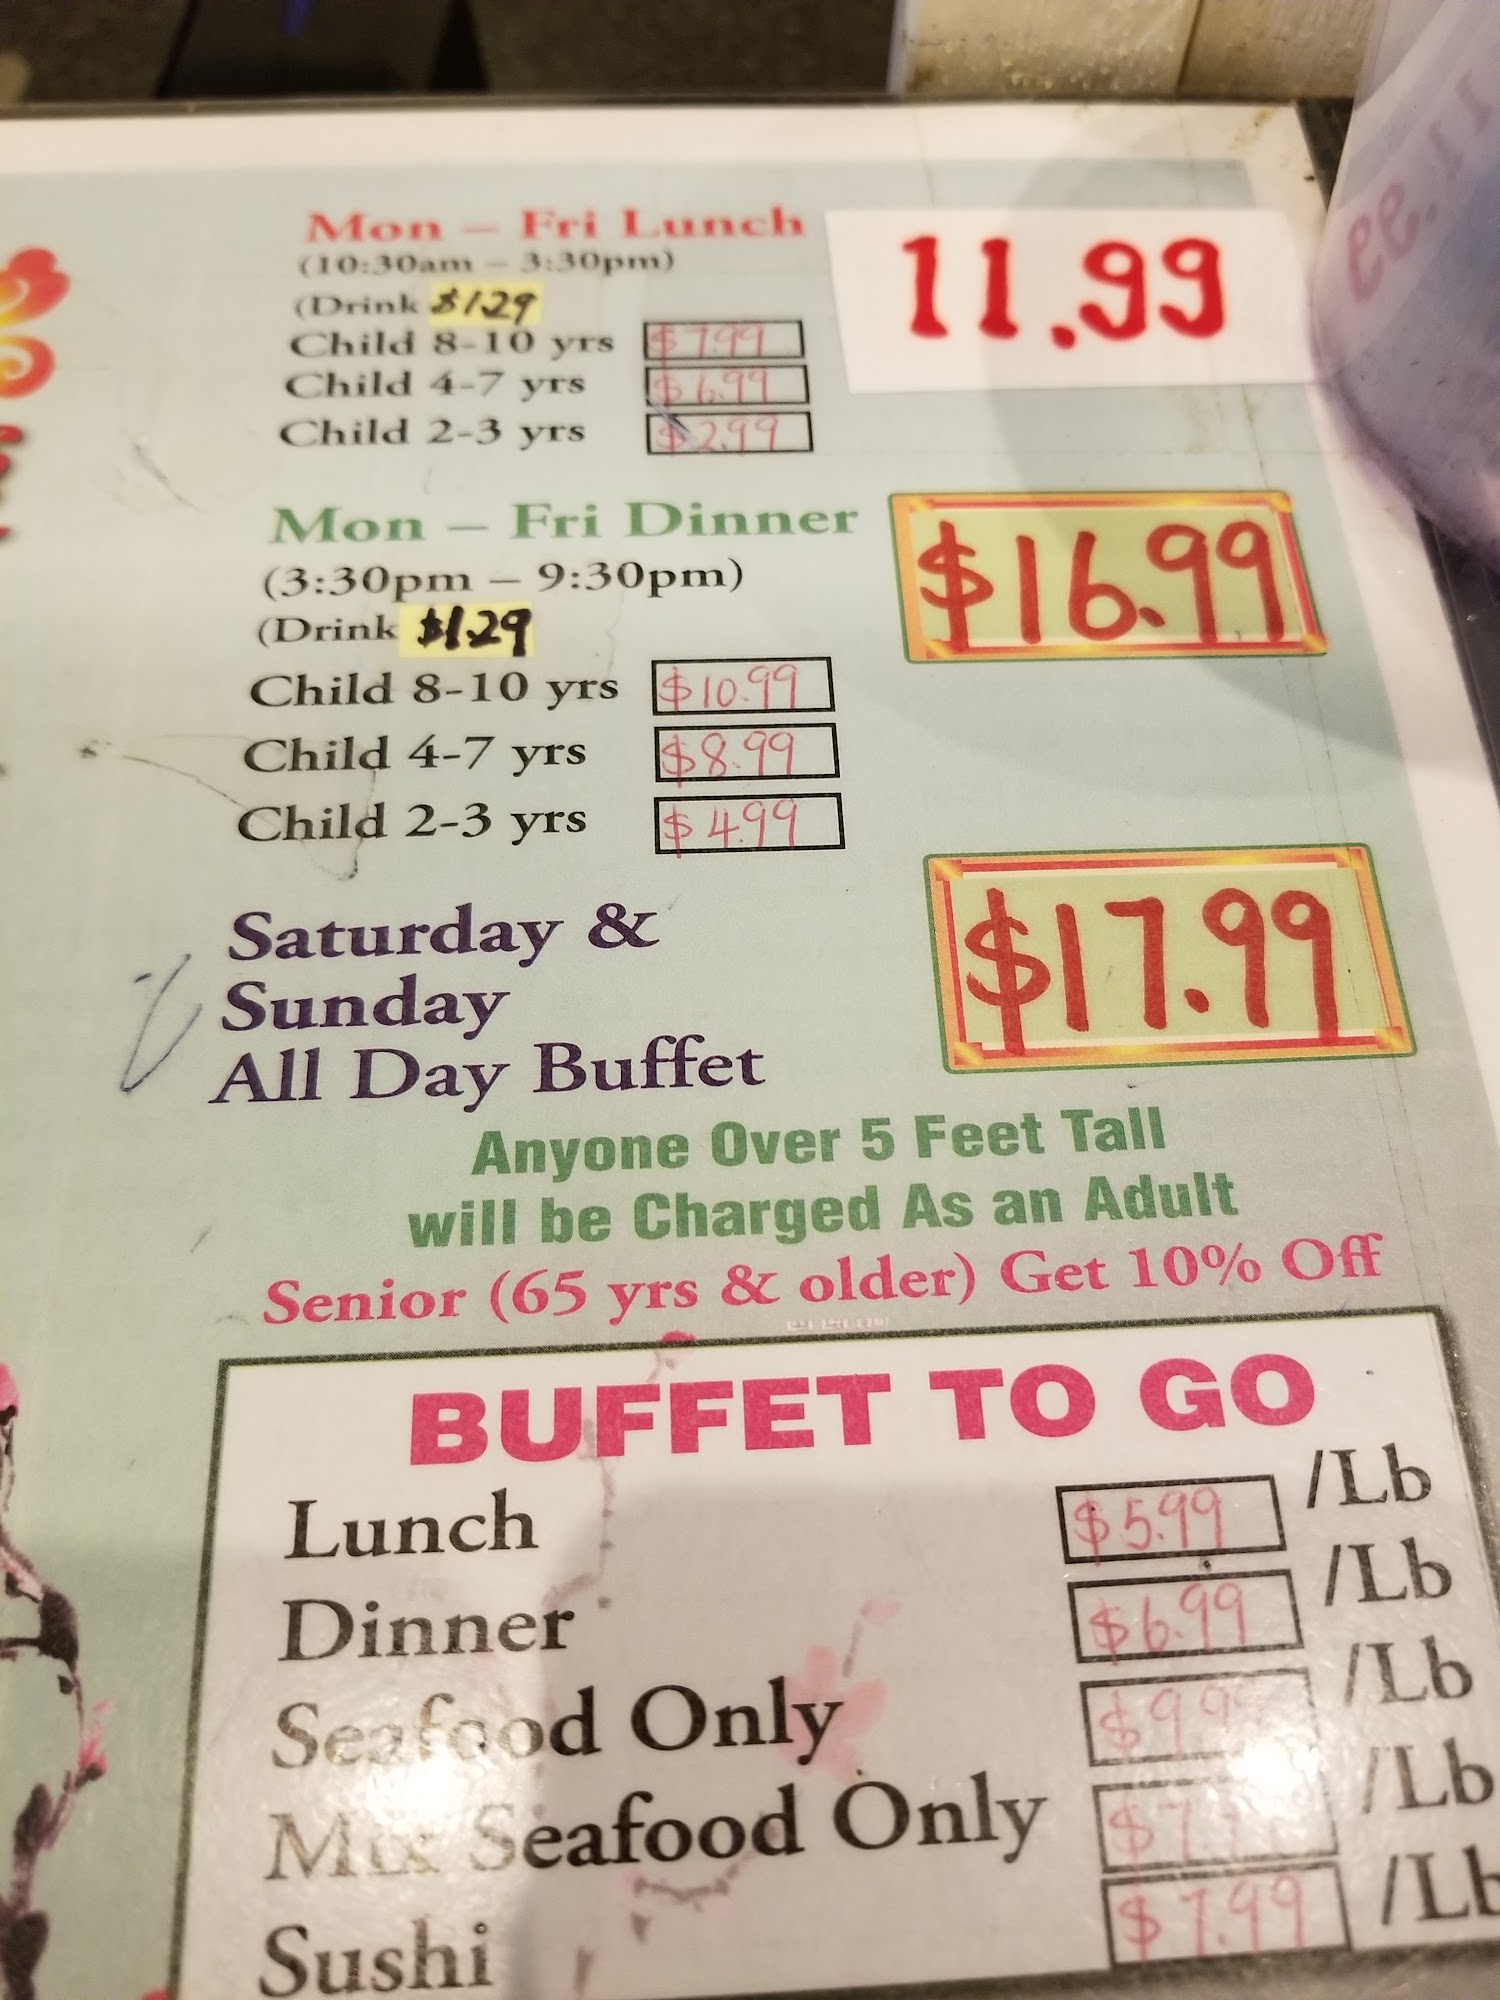 Mon – Fri Lunch 11.99
(10:30am – 3:30pm)
(Drink $1.29
Child 8-10 yrs $7.99
Child 4-7 yrs $6.99
Child 2-3 yrs $2.99
Mon – Fri Dinner $16.99
(3:30pm – 9:30pm)
(Drink $1.29
Child 8-10 yrs $10.99
Child 4-7 yrs $8.99
Child 2-3 yrs $4.99
Saturday &
Sunday $17.99
All Day Buffet
Anyone Over 5 Feet Tall
will be Charged As an Adult
Senior (65 yrs & older) Get 10% Off
BUFFET TO GO
Lunch $5.99 /Lb
Dinner $6.99 /Lb
Seafood Only $9.99 /Lb
Mix Seafood Only /Lb
Sushi $7.99 /Lb